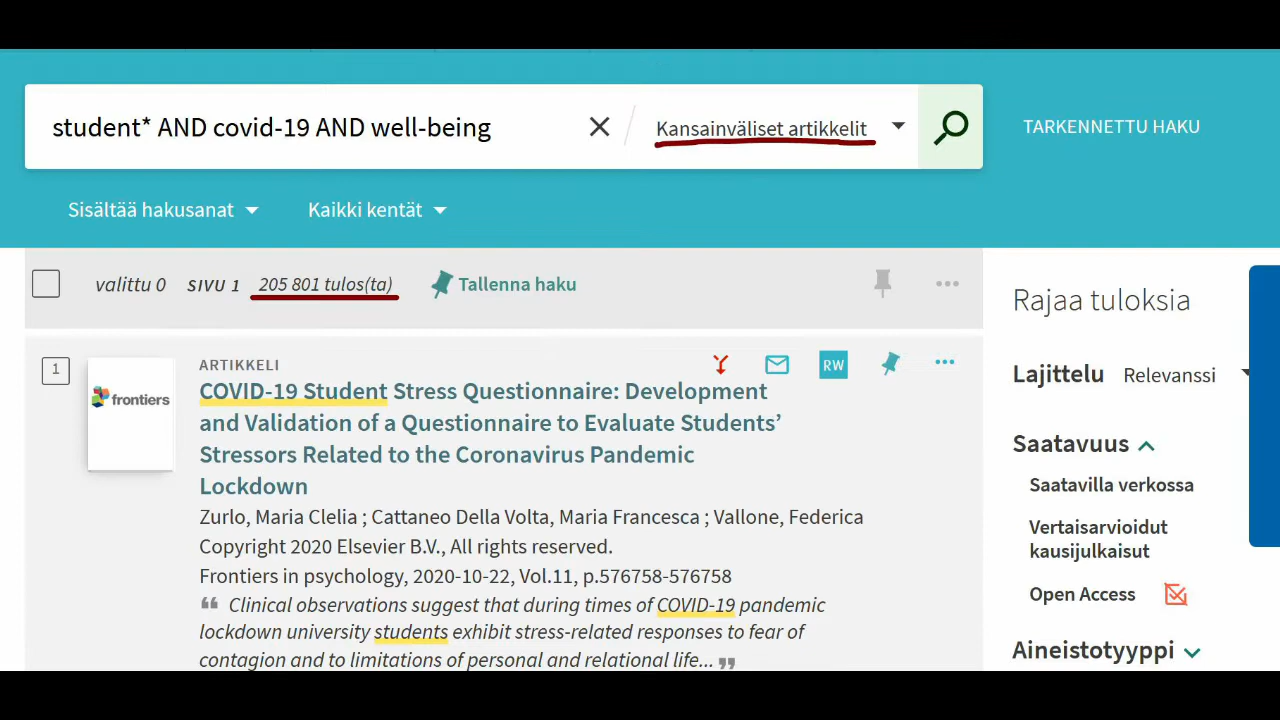 student* AND covid-19 AND well-being
Kansainväliset artikkelit
TARKENNETTU HAKU
Sisältää hakusanat
Kaikki kentät
valittu 0 SIVU 1 205 801 tulos(ta) Tallenna haku
Rajaa tuloksia
Lajittelu Relevanssi
Saatavuus
Saatavilla verkossa
Vertaisarvioidut
kausijulkaisut
Open Access
Aineistotyyppi
1
frontiers
ARTIKKELI
RW
COVID-19 Student Stress Questionnaire: Development
and Validation of a Questionnaire to Evaluate Students’
Stressors Related to the Coronavirus Pandemic
Lockdown
Zurlo, Maria Clelia ; Cattaneo Della Volta, Maria Francesca ; Vallone, Federica
Copyright 2020 Elsevier B.V., All rights reserved.
Frontiers in psychology, 2020-10-22, Vol.11, p.576758-576758
“ Clinical observations suggest that during times of COVID-19 pandemic
lockdown university students exhibit stress-related responses to fear of
contagion and to limitations of personal and relational life... ”